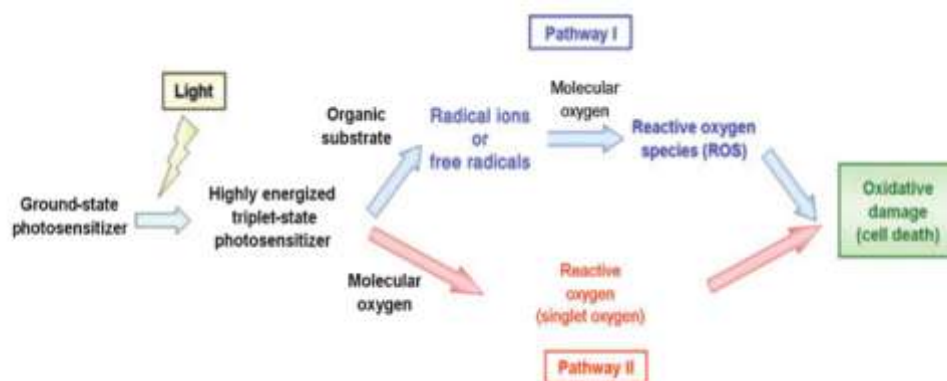 Pathway I
Light
Molecular
oxygen
Organic
substrate
Radical ions
or
free radicals
Reactive oxygen
species (ROS)
Ground-state
photosensitizer
Highly energized
triplet-state
photosensitizer
Oxidative
damage
(cell death)
Molecular
oxygen
Reactive
oxygen
(singlet oxygen)
Pathway II